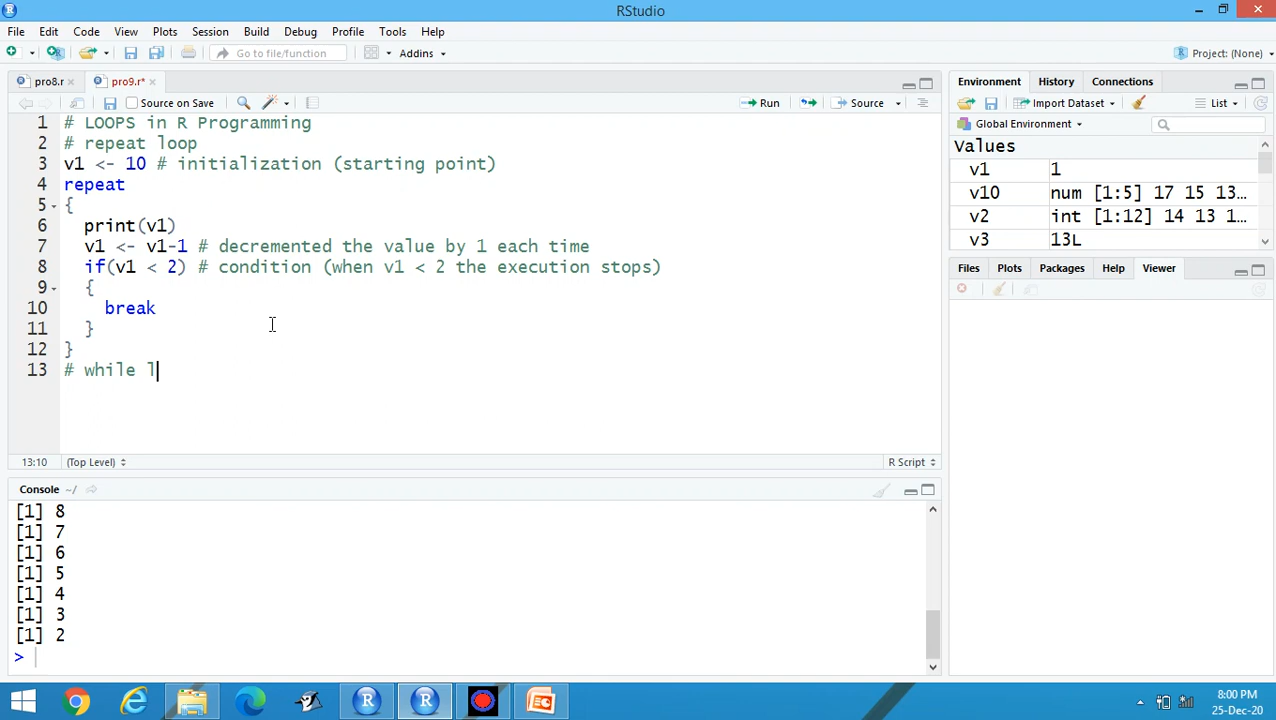 RStudio
File Edit Code View Plots Session Build Debug Profile Tools Help
Go to file/function Addins Project: (None)
pro8.r pro9.r*
Source on Save Run Source
1 # LOOPS in R Programming
2 # repeat loop
3 v1 <- 10 # initialization (starting point)
4 repeat
5 {
6 print(v1)
7 v1 <- v1-1 # decremented the value by 1 each time
8 if(v1 < 2) # condition (when v1 < 2 the execution stops)
9 {
10 break
11 }
12 }
13 # while l
13:10 (Top Level) R Script
Console ~/
[1] 8
[1] 7
[1] 6
[1] 5
[1] 4
[1] 3
[1] 2
>
Environment History Connections
Import Dataset List
Global Environment
Values
v1 1
v10 num [1:5] 17 15 13…
v2 int [1:12] 14 13 1…
v3 13L
Files Plots Packages Help Viewer
8:00 PM
25-Dec-20